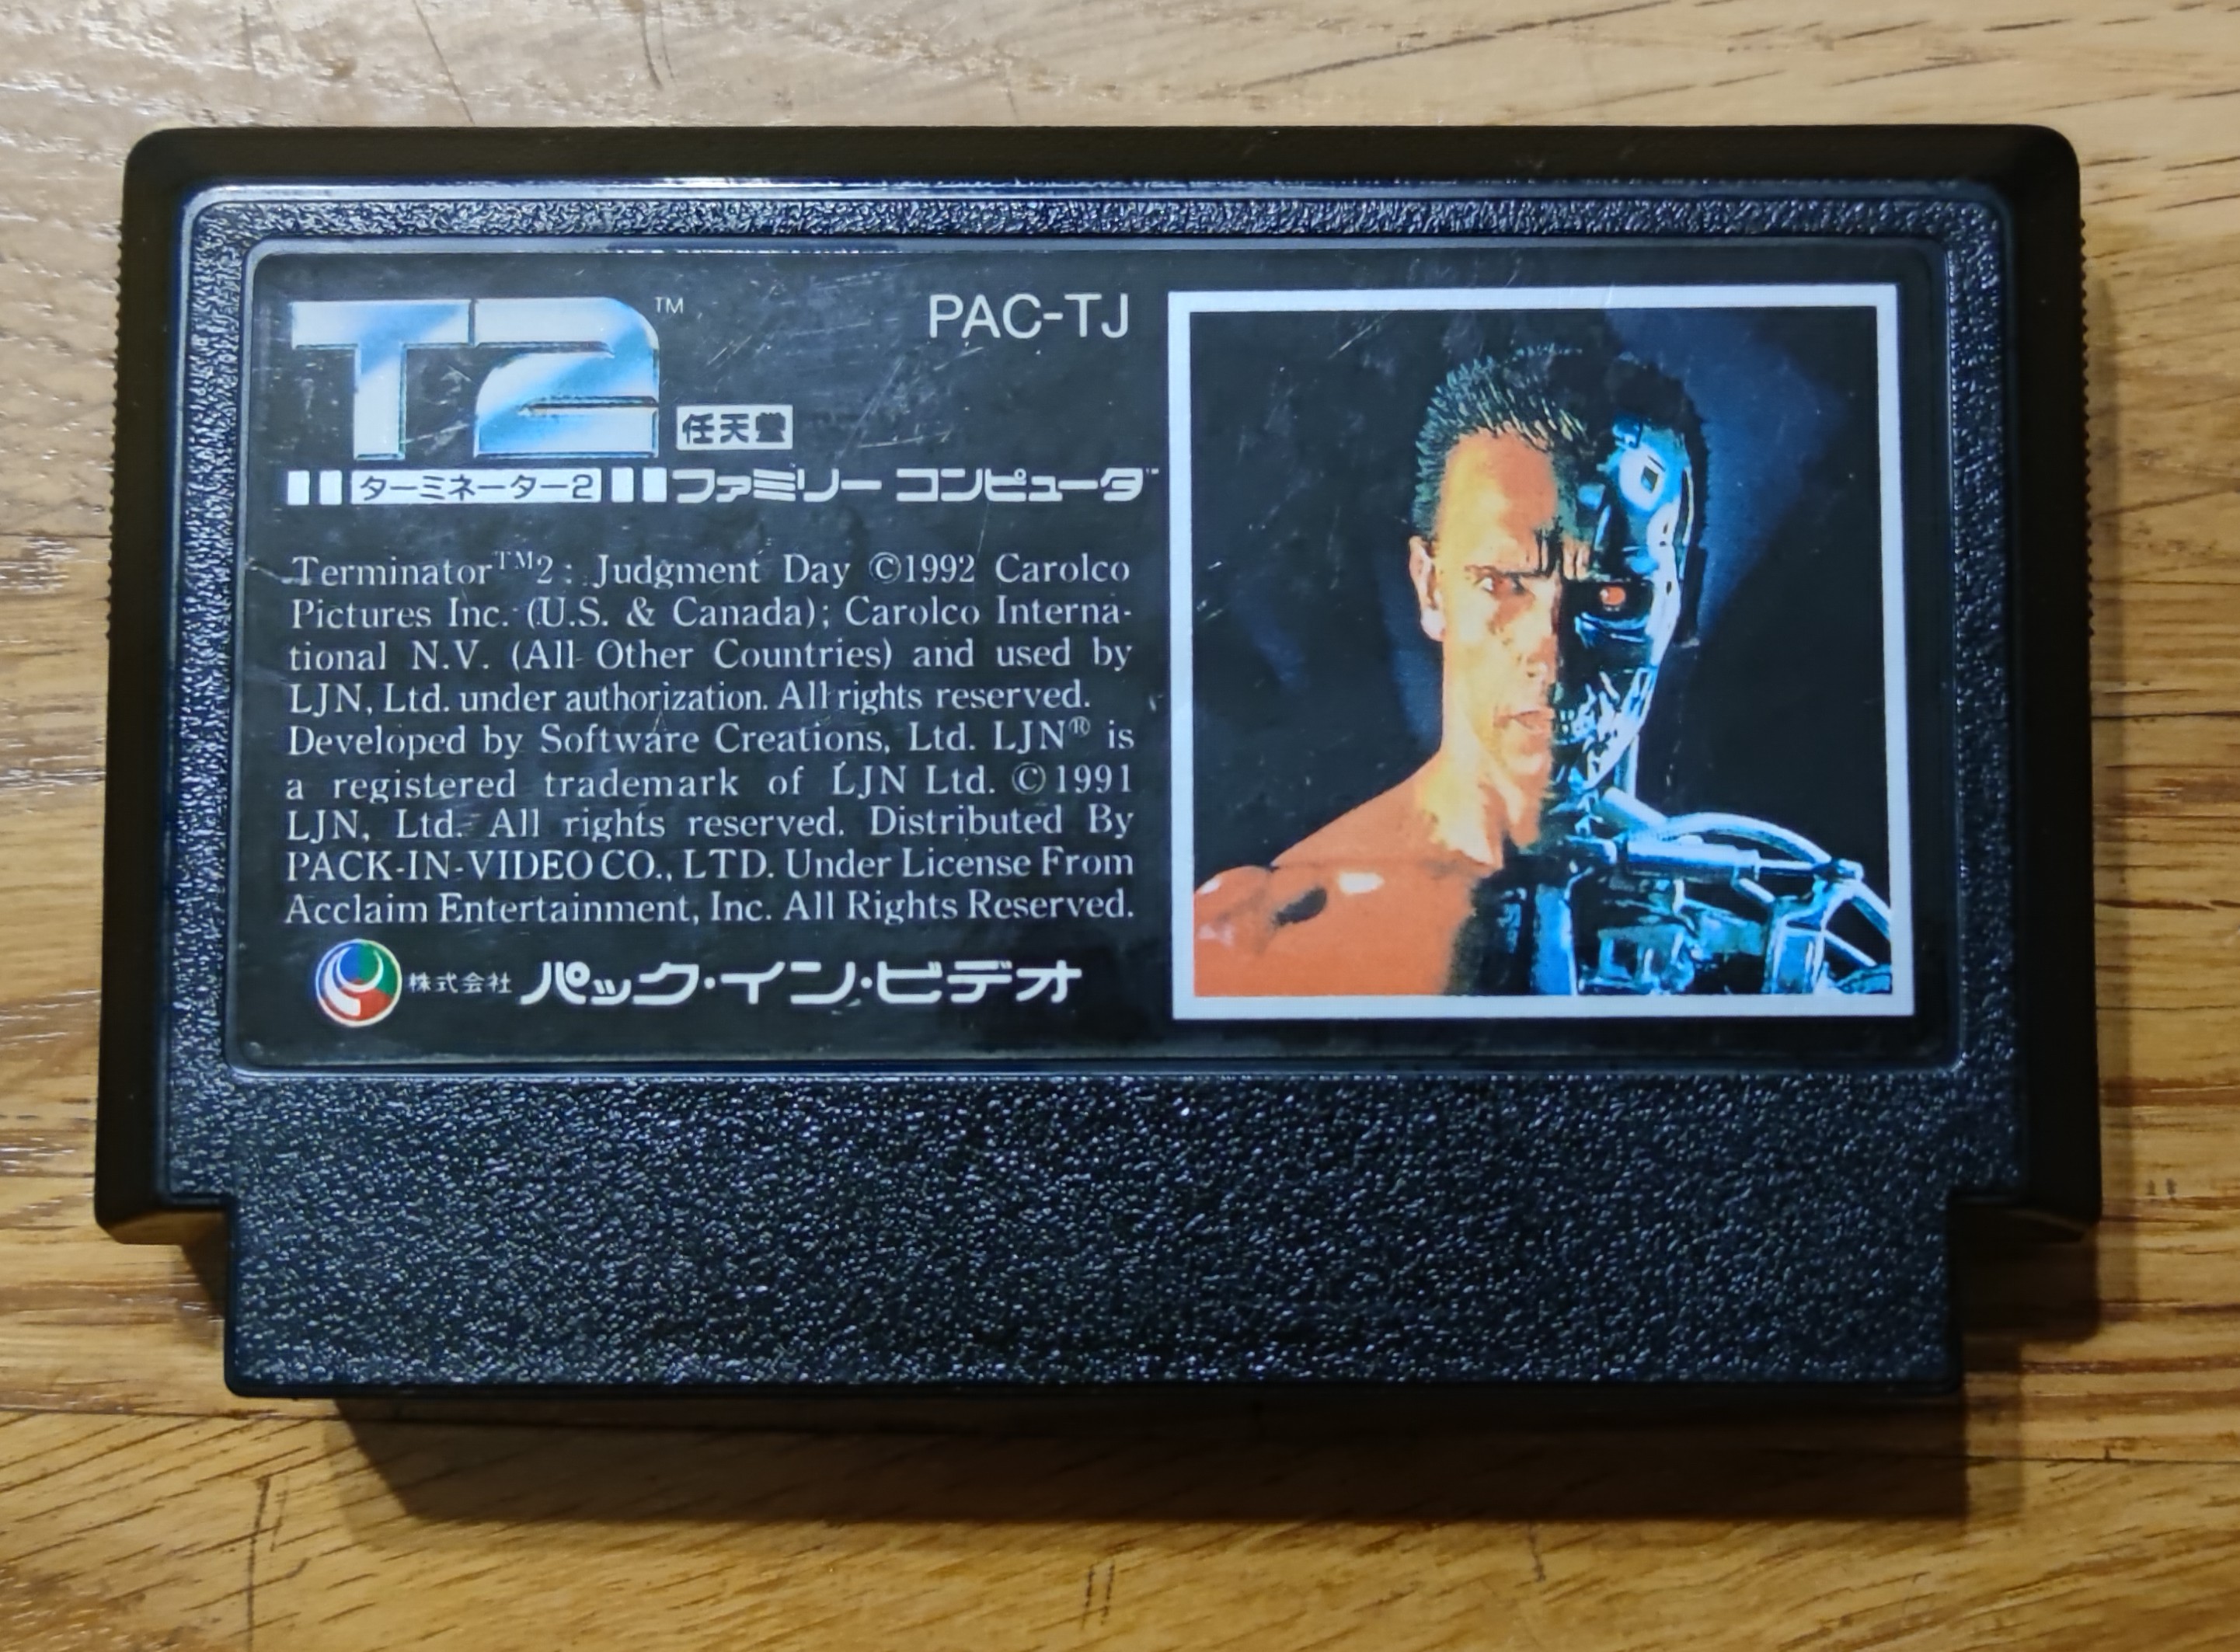 T2™
PAC-TJ
任天堂
ターミネーター2
ファミリー コンピュータ™
Terminator™2: Judgment Day ©1992 Carolco
Pictures Inc. (U.S. & Canada); Carolco Interna-
tional N.V. (All Other Countries) and used by
LJN, Ltd. under authorization. All rights reserved.
Developed by Software Creations, Ltd. LJN® is
a registered trademark of LJN Ltd. ©1991
LJN, Ltd. All rights reserved. Distributed By
PACK-IN-VIDEO CO., LTD. Under License From
Acclaim Entertainment, Inc. All Rights Reserved.
株式会社 パック・イン・ビデオ